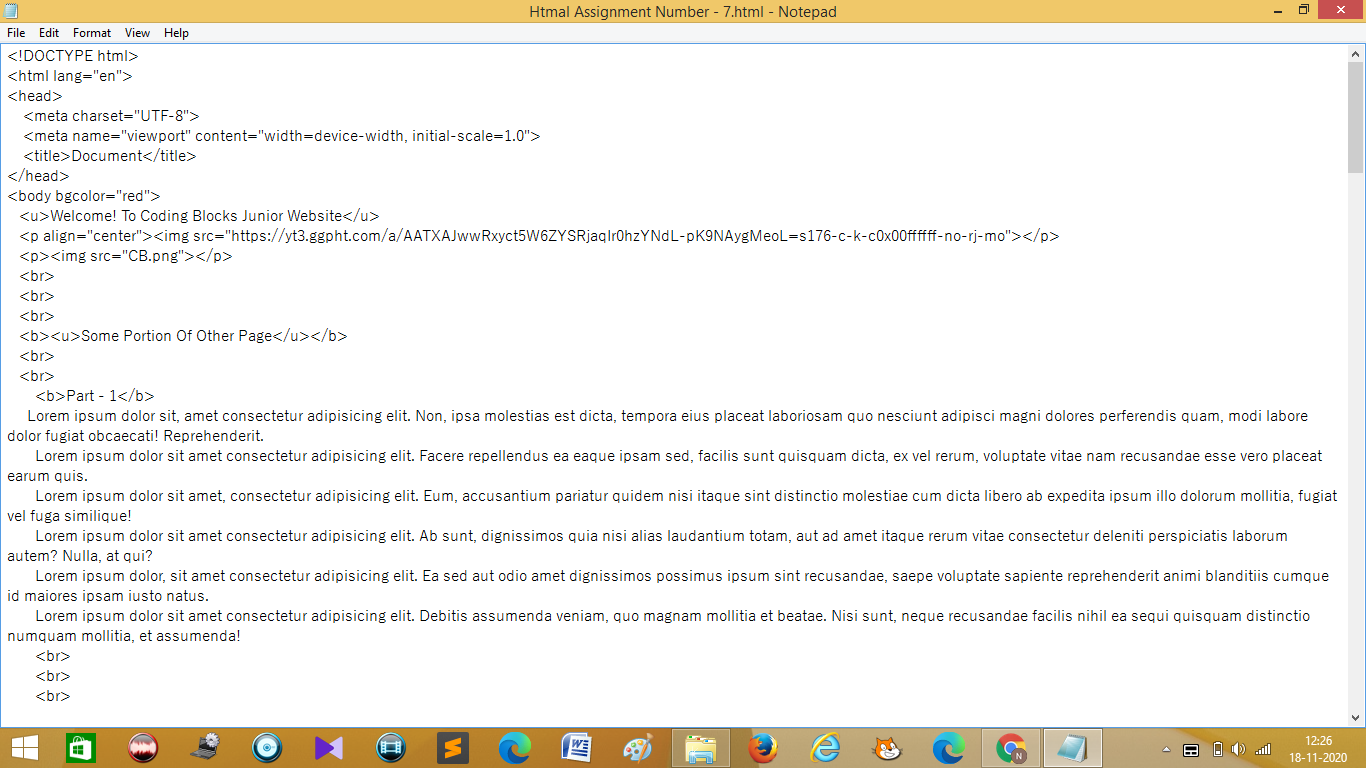 Htmal Assignment Number - 7.html - Notepad
File Edit Format View Help
<!DOCTYPE html>
<html lang="en">
<head>
<meta charset="UTF-8">
<meta name="viewport" content="width=device-width, initial-scale=1.0">
<title>Document</title>
</head>
<body bgcolor="red">
<u>Welcome! To Coding Blocks Junior Website</u>
<p align="center"><img src="https://yt3.ggpht.com/a/AATXAJwwRxyct5W6ZYSRjaqIr0hzYNdL-pK9NAygMeoL=s176-c-k-c0x00ffffff-no-rj-mo"></p>
<p><img src="CB.png"></p>
<br>
<br>
<br>
<b><u>Some Portion Of Other Page</u></b>
<br>
<br>
<b>Part - 1</b>
Lorem ipsum dolor sit, amet consectetur adipisicing elit. Non, ipsa molestias est dicta, tempora eius placeat laboriosam quo nesciunt adipisci magni dolores perferendis quam, modi labore
dolor fugiat obcaecati! Reprehenderit.
Lorem ipsum dolor sit amet consectetur adipisicing elit. Facere repellendus ea eaque ipsam sed, facilis sunt quisquam dicta, ex vel rerum, voluptate vitae nam recusandae esse vero placeat
earum quis.
Lorem ipsum dolor sit amet, consectetur adipisicing elit. Eum, accusantium pariatur quidem nisi itaque sint distinctio molestiae cum dicta libero ab expedita ipsum illo dolorum mollitia, fugiat
vel fuga similique!
Lorem ipsum dolor sit amet consectetur adipisicing elit. Ab sunt, dignissimos quia nisi alias laudantium totam, aut ad amet itaque rerum vitae consectetur deleniti perspiciatis laborum
autem? Nulla, at qui?
Lorem ipsum dolor, sit amet consectetur adipisicing elit. Ea sed aut odio amet dignissimos possimus ipsum sint recusandae, saepe voluptate sapiente reprehenderit animi blanditiis cumque
id maiores ipsam iusto natus.
Lorem ipsum dolor sit amet consectetur adipisicing elit. Debitis assumenda veniam, quo magnam mollitia et beatae. Nisi sunt, neque recusandae facilis nihil ea sequi quisquam distinctio
numquam mollitia, et assumenda!
<br>
<br>
<br>
12:26
18-11-2020